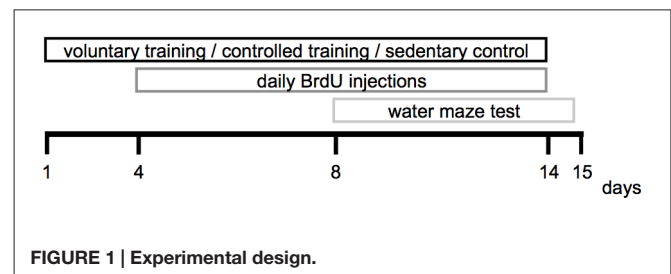 voluntary training / controlled training / sedentary control
daily BrdU injections
water maze test
1 4 8 14 15
days
FIGURE 1 | Experimental design.